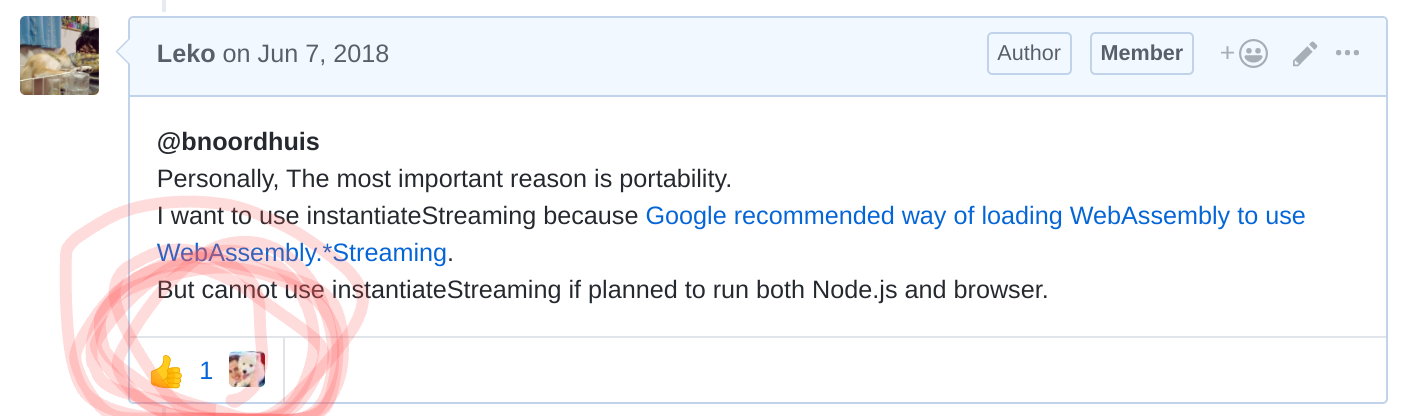 Leko on Jun 7, 2018
Author
Member
+
@bnoordhuis
Personally, The most important reason is portability.
I want to use instantiateStreaming because Google recommended way of loading WebAssembly to use
WebAssembly.*Streaming.
But cannot use instantiateStreaming if planned to run both Node.js and browser.
👍 1